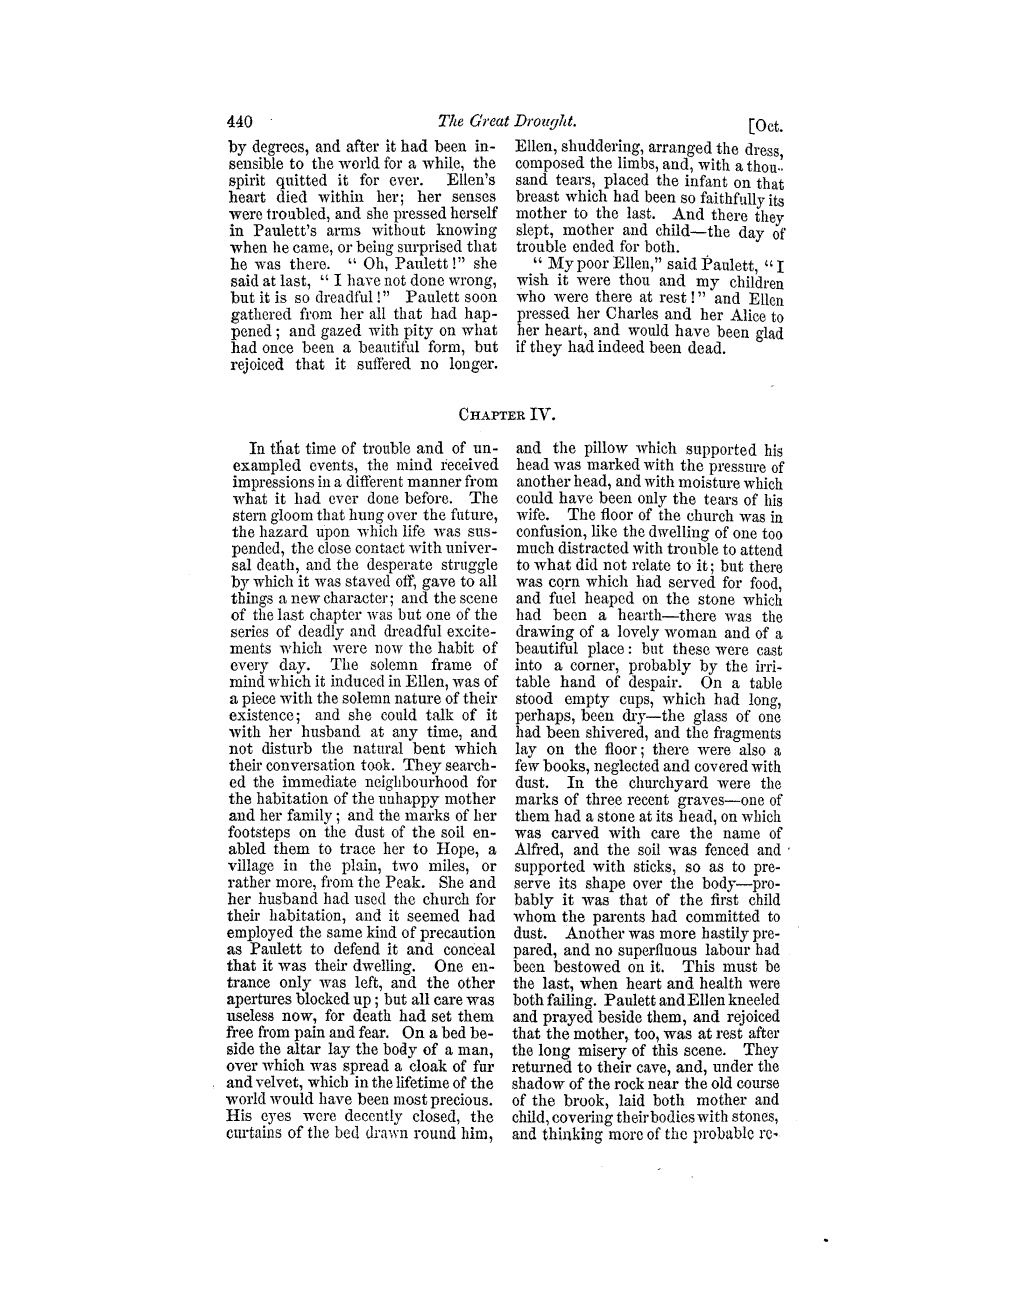 440
The Great Drought.
[Oct.
by degrees, and after it had been in-
sensible to the world for a while, the
spirit quitted it for ever. Ellen's
heart died within her; her senses
were troubled, and she pressed herself
in Paulett's arms without knowing
when he came, or being surprised that
he was there. “ Oh, Paulett!” she
said at last, “ I have not done wrong,
but it is so dreadful!” Paulett soon
gathered from her all that had hap-
pened; and gazed with pity on what
had once been a beautiful form, but
rejoiced that it suffered no longer.
Ellen, shuddering, arranged the dress,
composed the limbs, and, with a thou-
sand tears, placed the infant on that
breast which had been so faithfully its
mother to the last. And there they
slept, mother and child—the day of
trouble ended for both.
“ My poor Ellen,” said Paulett, “ I
wish it were thou and my children
who were there at rest!” and Ellen
pressed her Charles and her Alice to
her heart, and would have been glad
if they had indeed been dead.
CHAPTER IV.
In that time of trouble and of un-
exampled events, the mind received
impressions in a different manner from
what it had ever done before. The
stern gloom that hung over the future,
the hazard upon which life was sus-
pended, the close contact with univer-
sal death, and the desperate struggle
by which it was staved off, gave to all
things a new character; and the scene
of the last chapter was but one of the
series of deadly and dreadful excite-
ments which were now the habit of
every day. The solemn frame of
mind which it induced in Ellen, was of
a piece with the solemn nature of their
existence; and she could talk of it
with her husband at any time, and
not disturb the natural bent which
their conversation took. They search-
ed the immediate neighbourhood for
the habitation of the unhappy mother
and her family; and the marks of her
footsteps on the dust of the soil en-
abled them to trace her to Hope, a
village in the plain, two miles, or
rather more, from the Peak. She and
her husband had used the church for
their habitation, and it seemed had
employed the same kind of precaution
as Paulett to defend it and conceal
that it was their dwelling. One en-
trance only was left, and the other
apertures blocked up; but all care was
useless now, for death had set them
free from pain and fear. On a bed be-
side the altar lay the body of a man,
over which was spread a cloak of fur
and velvet, which in the lifetime of the
world would have been most precious.
His eyes were decently closed, the
curtains of the bed drawn round him,
and the pillow which supported his
head was marked with the pressure of
another head, and with moisture which
could have been only the tears of his
wife. The floor of the church was in
confusion, like the dwelling of one too
much distracted with trouble to attend
to what did not relate to it; but there
was corn which had served for food,
and fuel heaped on the stone which
had been a hearth—there was the
drawing of a lovely woman and of a
beautiful place: but these were cast
into a corner, probably by the irri-
table hand of despair. On a table
stood empty cups, which had long,
perhaps, been dry—the glass of one
had been shivered, and the fragments
lay on the floor; there were also a
few books, neglected and covered with
dust. In the churchyard were the
marks of three recent graves—one of
them had a stone at its head, on which
was carved with care the name of
Alfred, and the soil was fenced and
supported with sticks, so as to pre-
serve its shape over the body—pro-
bably it was that of the first child
whom the parents had committed to
dust. Another was more hastily pre-
pared, and no superfluous labour had
been bestowed on it. This must be
the last, when heart and health were
both failing. Paulett and Ellen kneeled
and prayed beside them, and rejoiced
that the mother, too, was at rest after
the long misery of this scene. They
returned to their cave, and, under the
shadow of the rock near the old course
of the brook, laid both mother and
child, covering their bodies with stones,
and thinking more of the probable re-